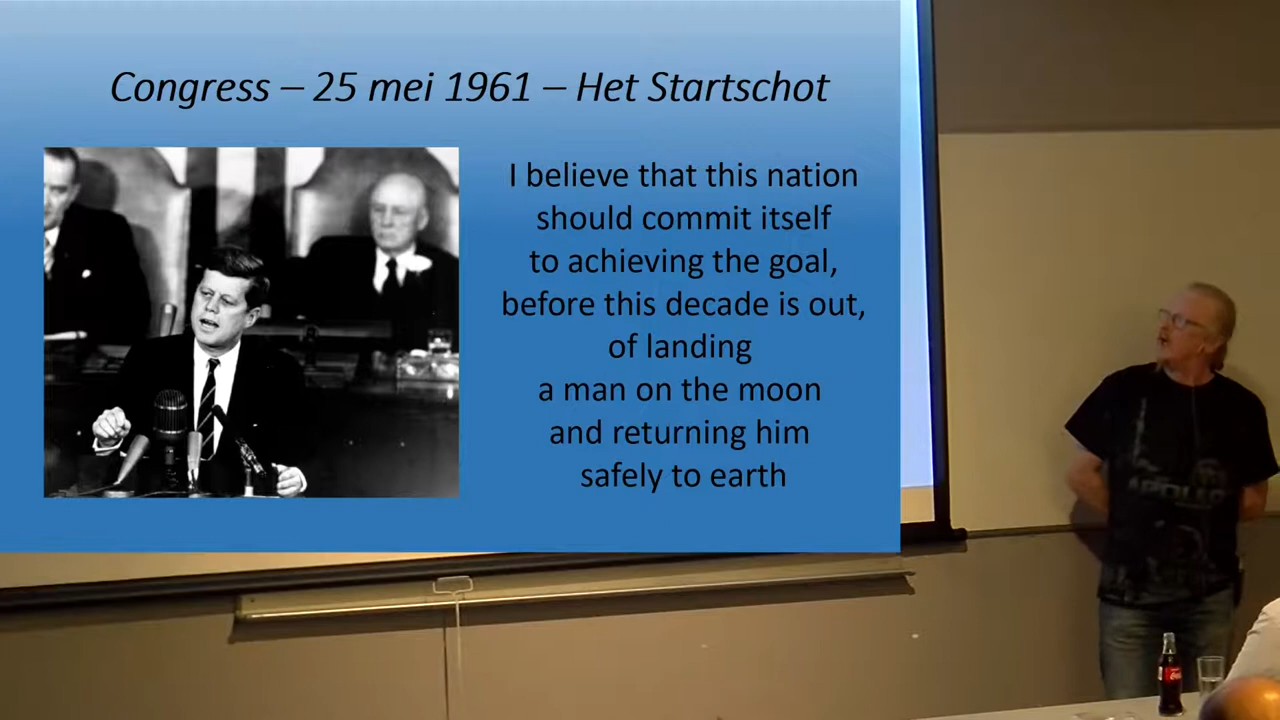 Congress – 25 mei 1961 – Het Startschot
I believe that this nation
should commit itself
to achieving the goal,
before this decade is out,
of landing
a man on the moon
and returning him
safely to earth
APOLLO